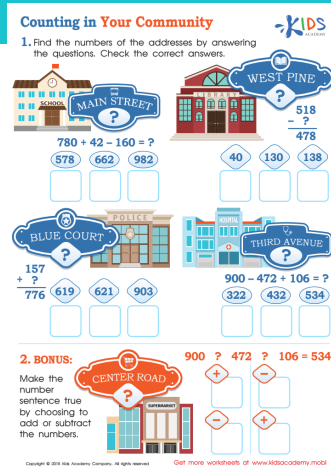 Counting in Your Community
KIDS
ACADEMY
1. Find the numbers of the addresses by answering
the questions. Check the correct answers.
SCHOOL
MAIN STREET
?
780 + 42 – 160 = ?
578 662 982
LIBRARY
WEST PINE
?
518
– ?
478
40 130 138
POLICE
BLUE COURT
?
157
+ ?
776
619 621 903
HOSPITAL
THIRD AVENUE
?
900 – 472 + 106 = ?
322 432 534
2. BONUS:
Make the
number
sentence true
by choosing to
add or subtract
the numbers.
CENTER ROAD
?
SUPERMARKET
900 ? 472 ? 106 = 534
+ –
– +
Copyright © 2018 Kids Academy Company. All rights reserved
Get more worksheets at www.kidsacademy.mobi